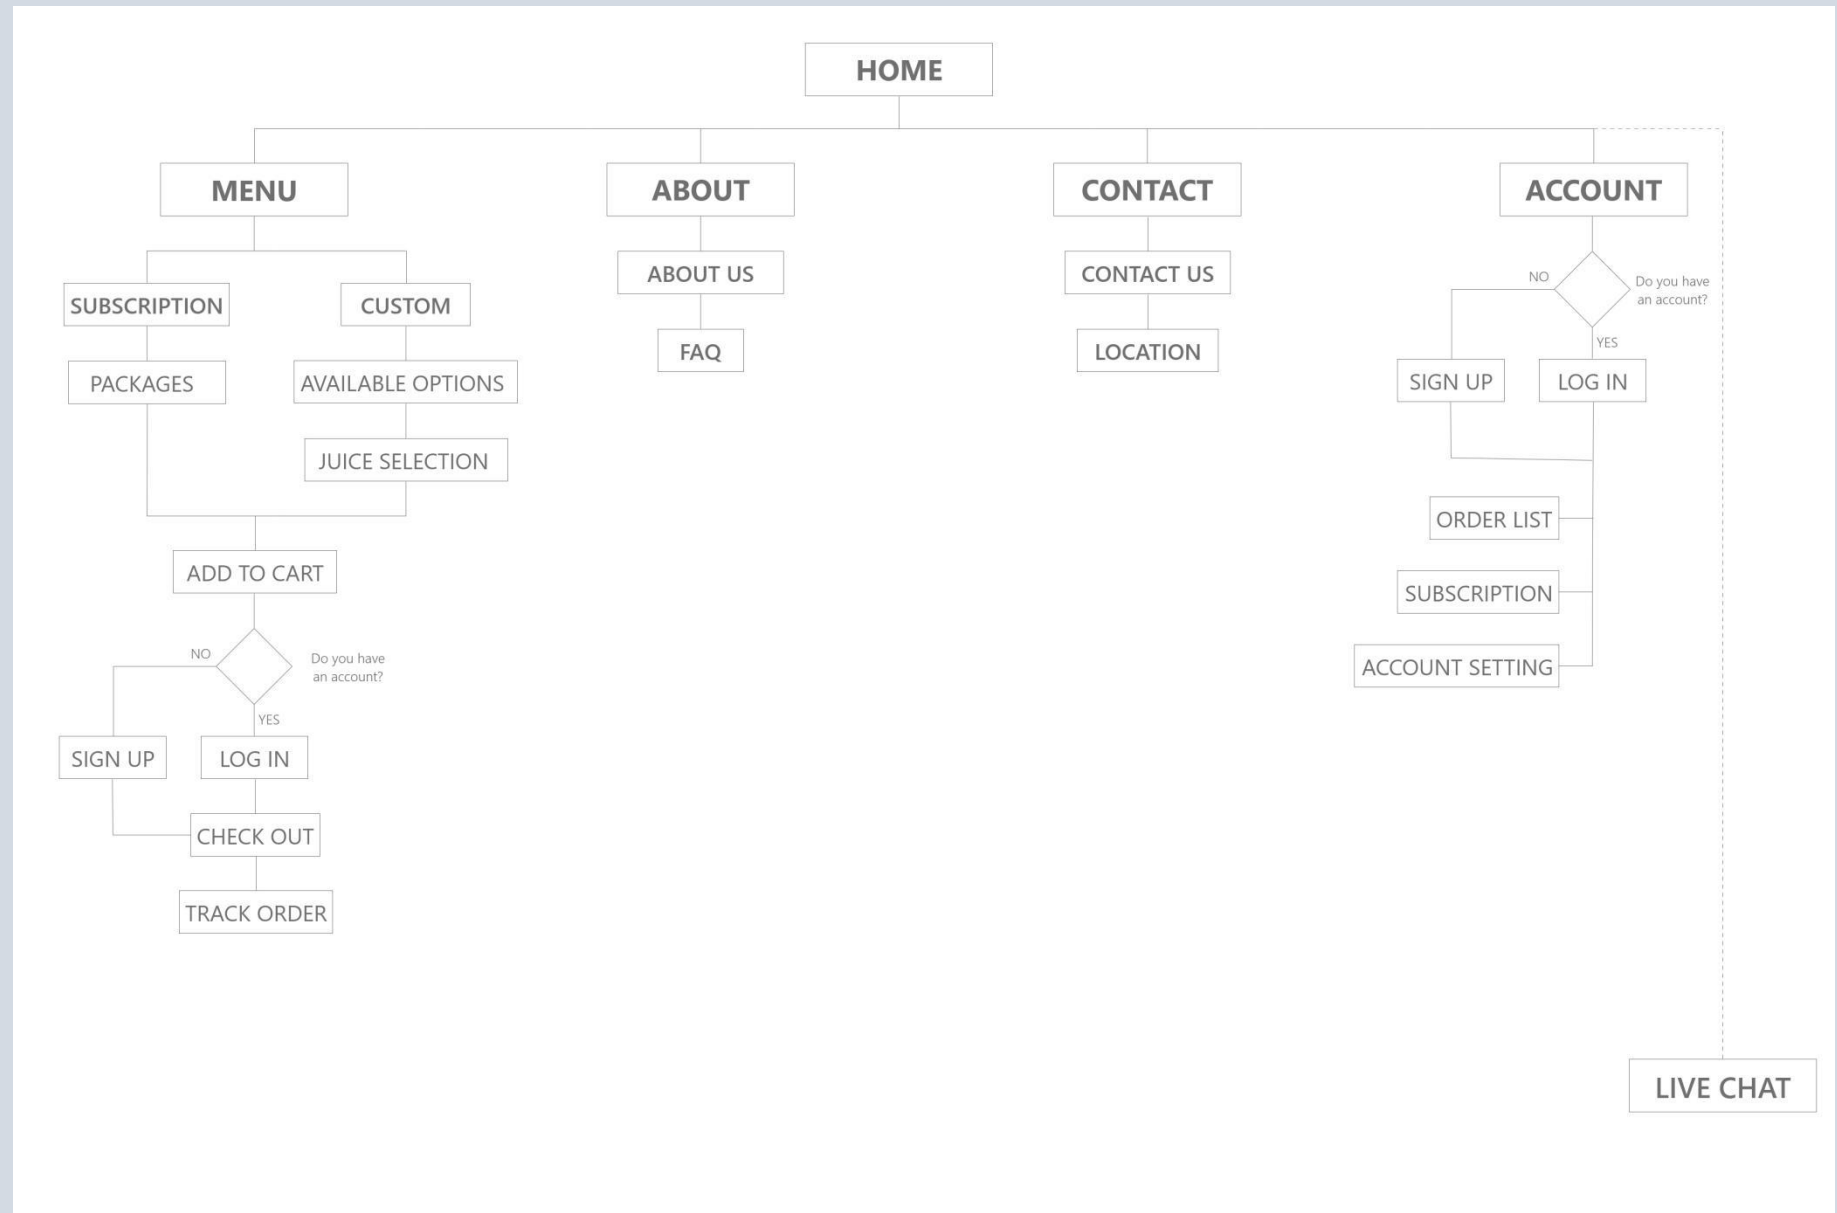 HOME
MENU
ABOUT
CONTACT
ACCOUNT
SUBSCRIPTION
CUSTOM
PACKAGES
AVAILABLE OPTIONS
JUICE SELECTION
ADD TO CART
NO
Do you have
an account?
YES
SIGN UP
LOG IN
CHECK OUT
TRACK ORDER
ABOUT US
FAQ
CONTACT US
LOCATION
NO
Do you have
an account?
YES
SIGN UP
LOG IN
ORDER LIST
SUBSCRIPTION
ACCOUNT SETTING
LIVE CHAT